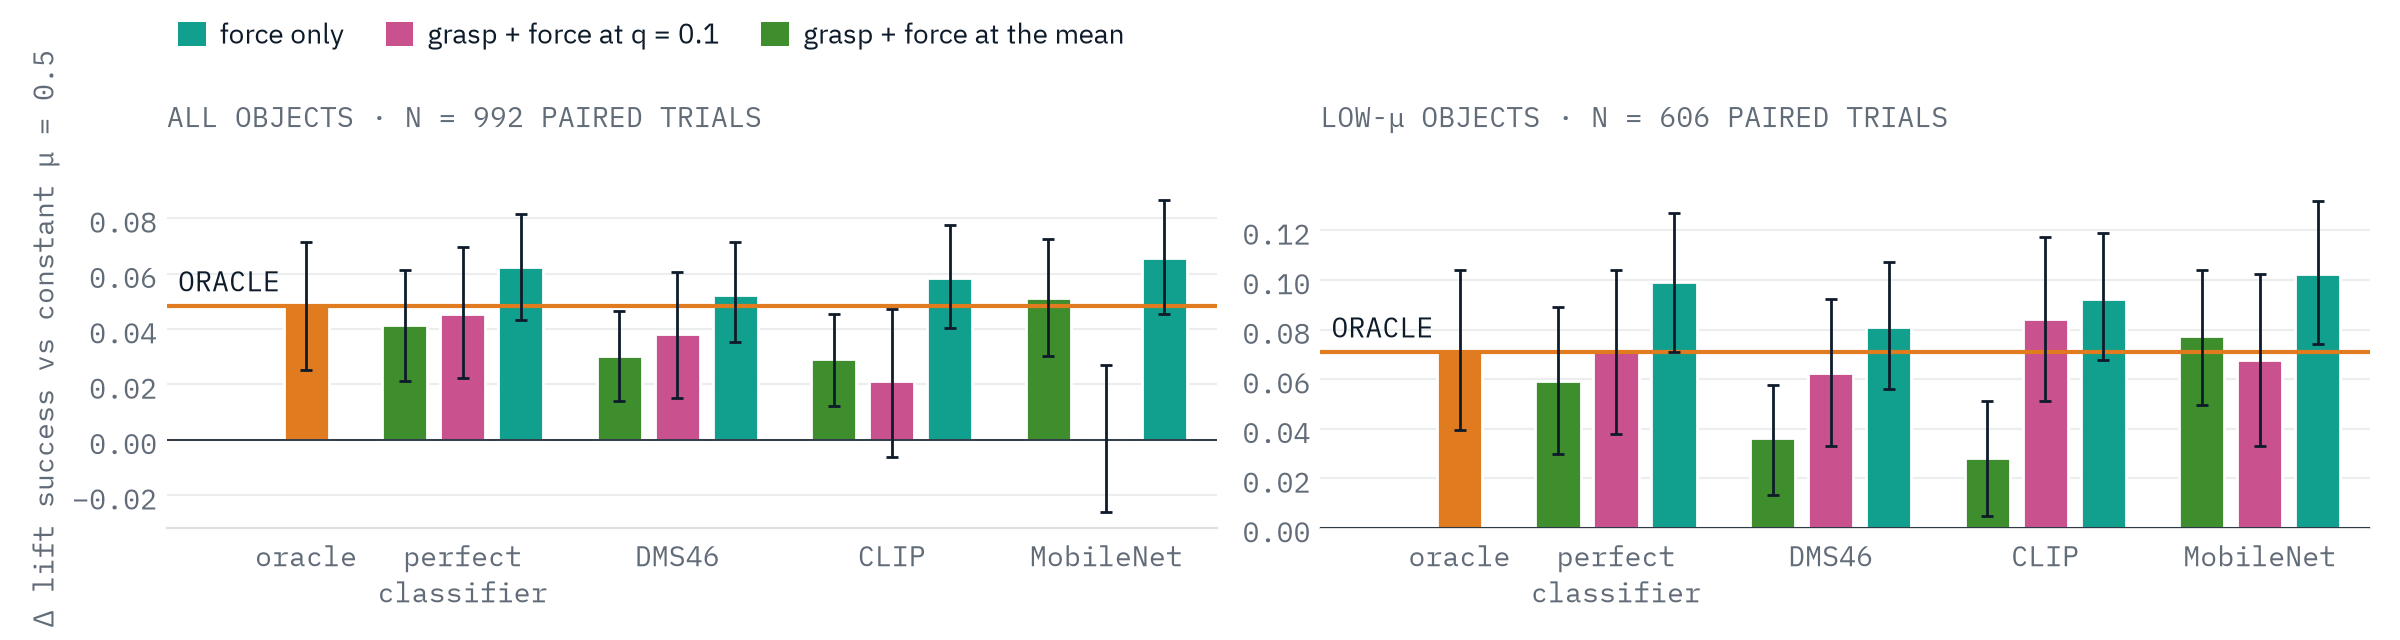 force only
grasp + force at q = 0.1
grasp + force at the mean
Δ lift success vs constant μ = 0.5
ALL OBJECTS · N = 992 PAIRED TRIALS
0.08
0.06
0.04
0.02
0.00
−0.02
ORACLE
oracle
perfect
classifier
DMS46
CLIP
MobileNet
LOW-μ OBJECTS · N = 606 PAIRED TRIALS
0.12
0.10
0.08
0.06
0.04
0.02
0.00
ORACLE
oracle
perfect
classifier
DMS46
CLIP
MobileNet